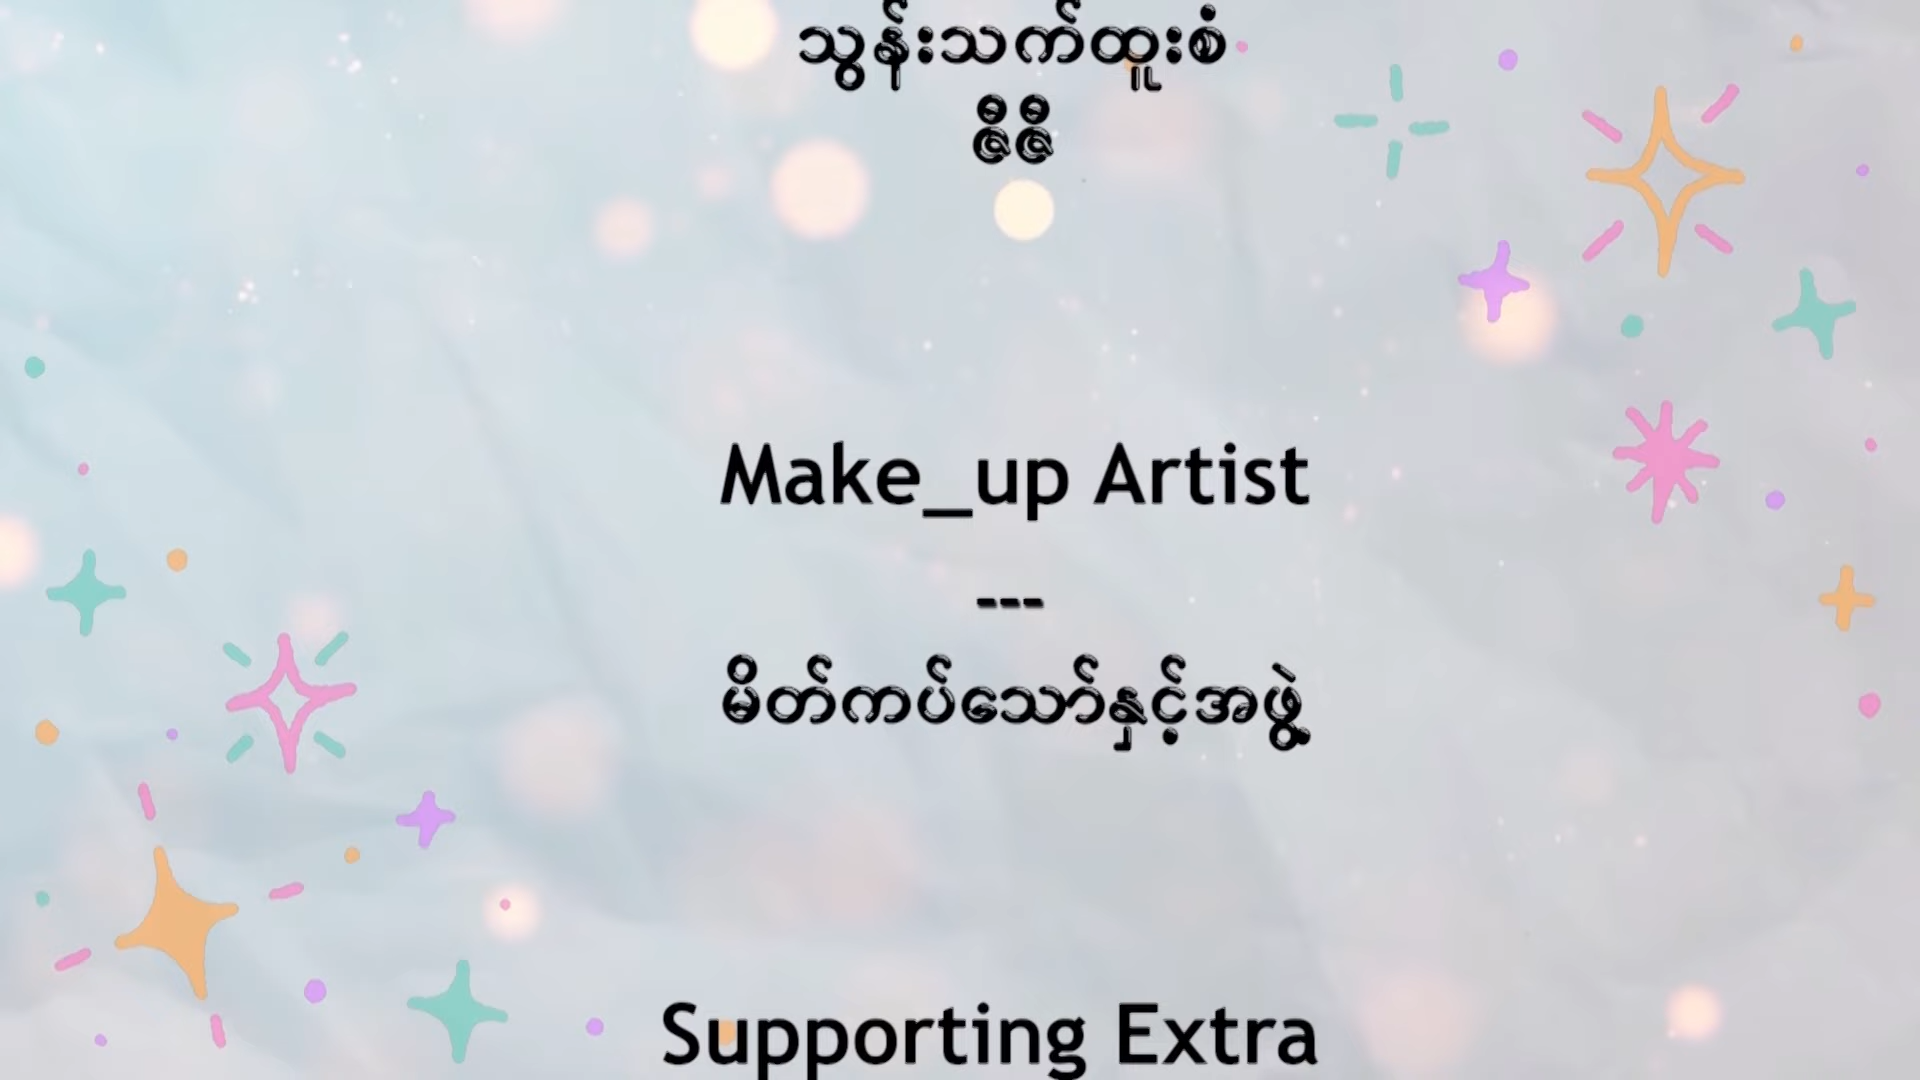 သွန်းသက်ထူးစံ
ဇီဇီ
Make_up Artist
---
မိတ်ကပ်သော်နှင့်အဖွဲ့
Supporting Extra